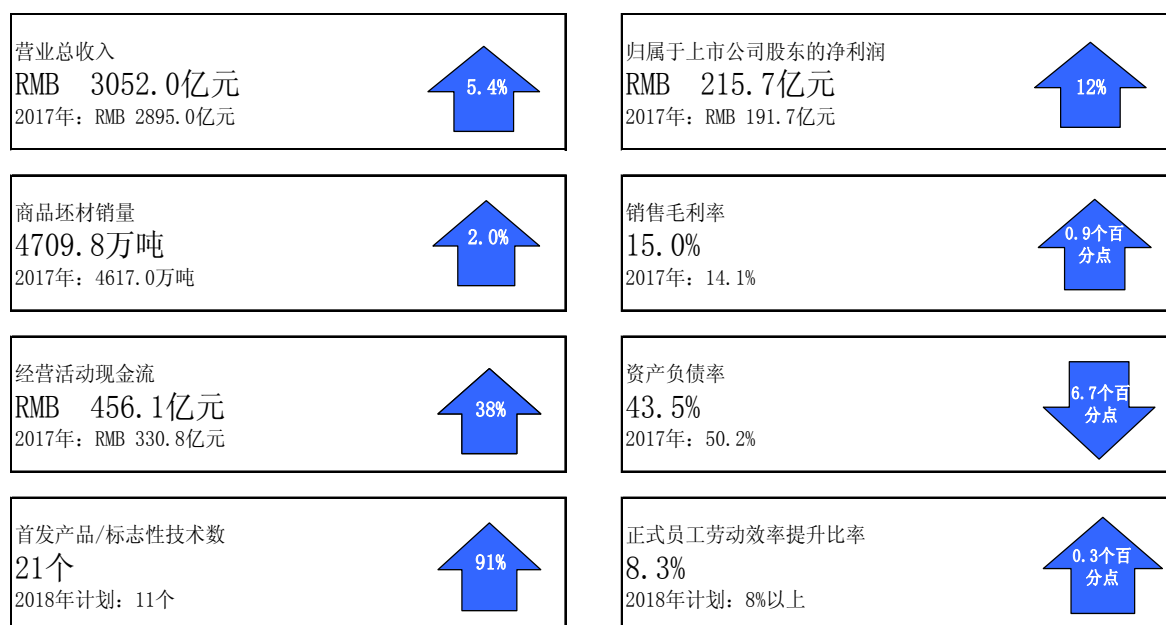 营业总收入
RMB 3052.0亿元
2017年：RMB 2895.0亿元
5.4%
归属于上市公司股东的净利润
RMB 215.7亿元
2017年：RMB 191.7亿元
12%
商品坯材销量
4709.8万吨
2017年：4617.0万吨
2.0%
销售毛利率
15.0%
2017年：14.1%
0.9个百
分点
经营活动现金流
RMB 456.1亿元
2017年：RMB 330.8亿元
38%
资产负债率
43.5%
2017年：50.2%
6.7个百
分点
首发产品/标志性技术数
21个
2018年计划：11个
91%
正式员工劳动效率提升比率
8.3%
2018年计划：8%以上
0.3个百
分点